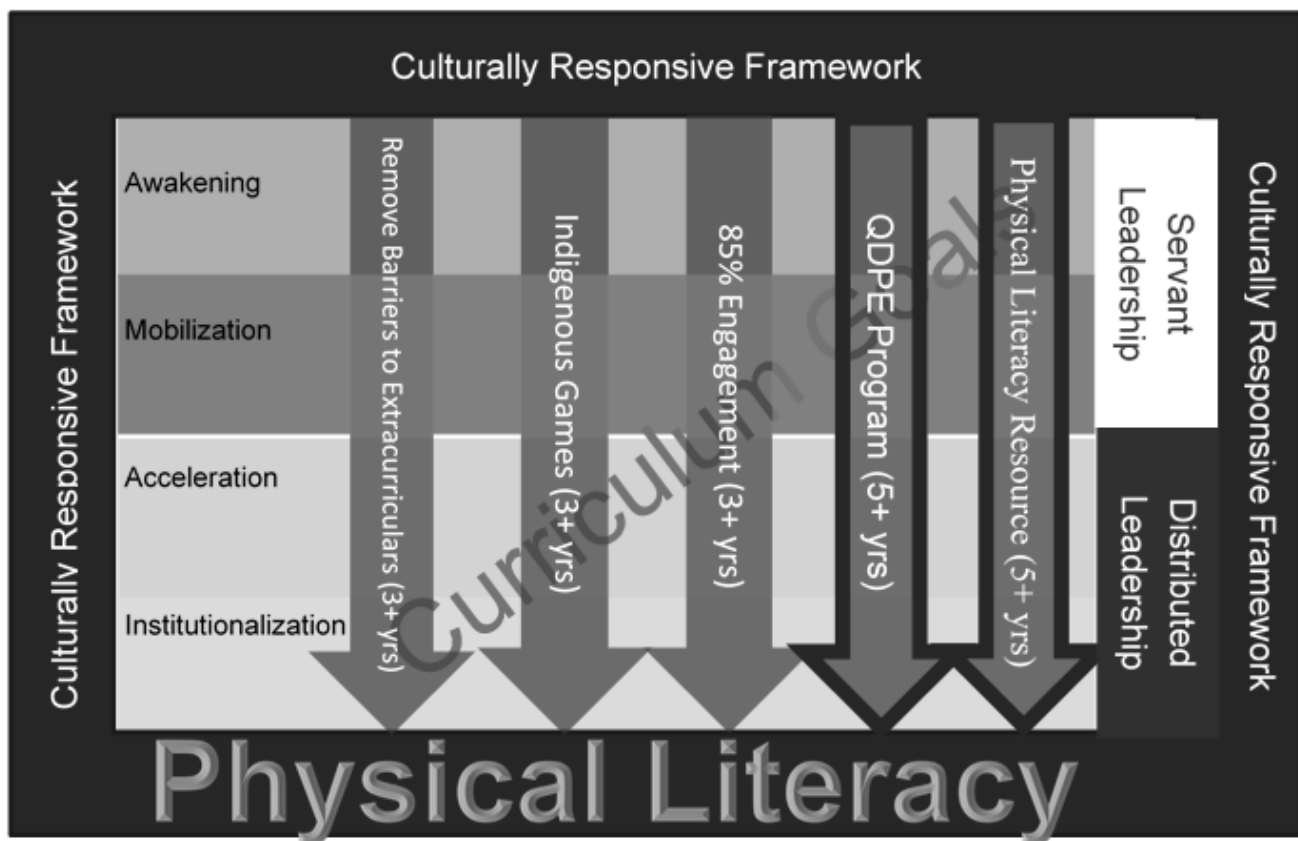 Culturally Responsive Framework
Culturally Responsive Framework
Awakening
Mobilization
Acceleration
Institutionalization
Remove Barriers to Extracurriculars (3+ yrs)
Indigenous Games (3+ yrs)
85% Engagement (3+ yrs)
QDPE Program (5+ yrs)
Physical Literacy Resource (5+ yrs)
Curriculum Goals
Servant
Leadership
Distributed
Leadership
Culturally Responsive Framework
Physical Literacy